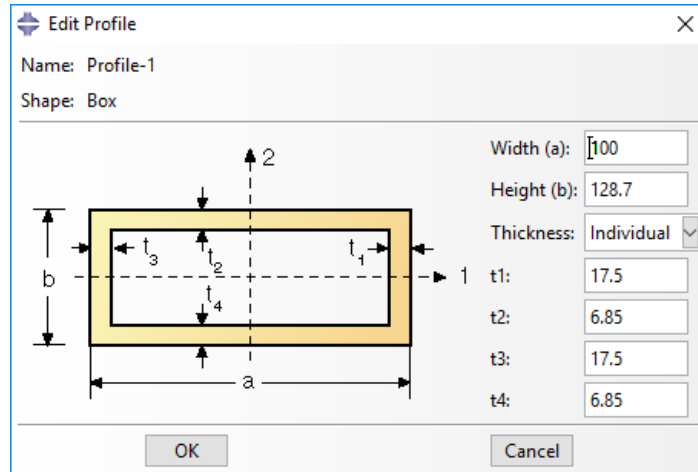 Edit Profile
Name: Profile-1
Shape: Box
2
1
b
a
t3
t2
t1
t4
Width (a): 100
Height (b): 128.7
Thickness: Individual
t1: 17.5
t2: 6.85
t3: 17.5
t4: 6.85
OK
Cancel